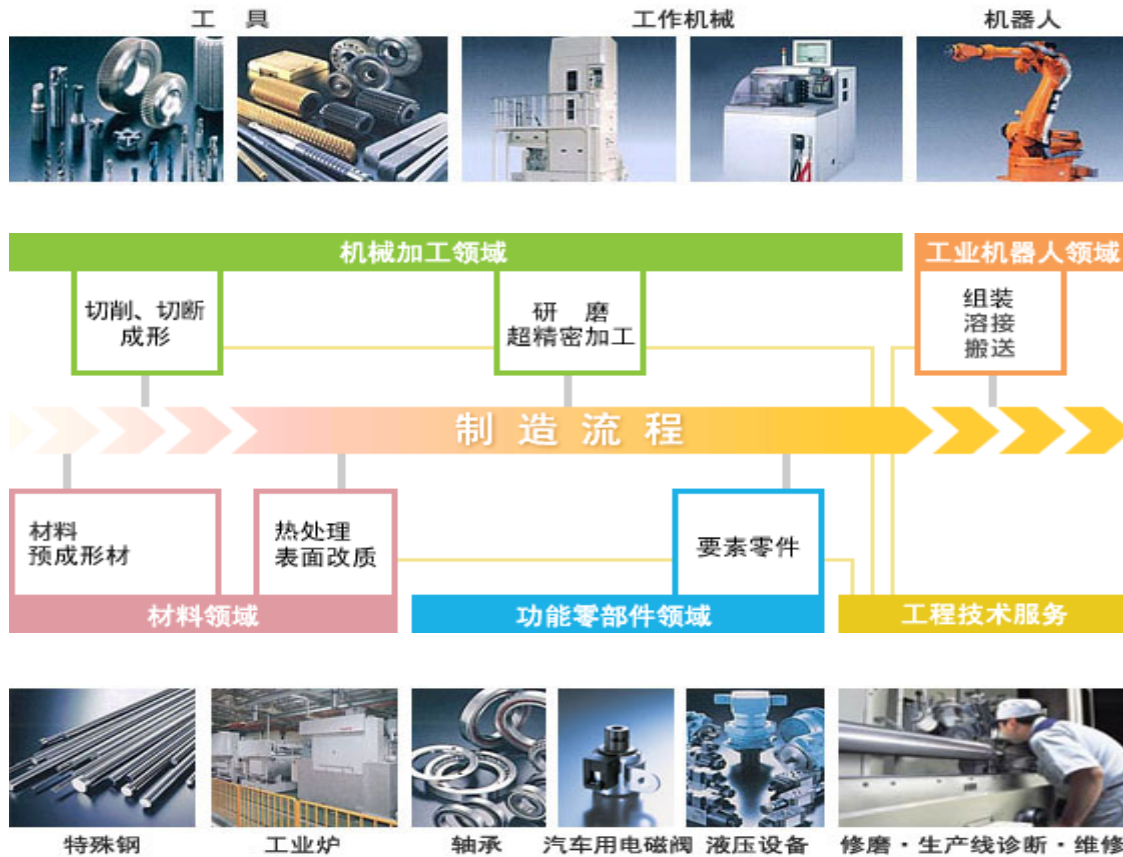 工 具
工作机械
机器人
机械加工领域
工业机器人领域
切削、切断
成形
研 磨
超精密加工
组装
溶接
搬送
制造流程
材料
预成形材
热处理
表面改质
要素零件
材料领域
功能零部件领域
工程技术服务
特殊钢
工业炉
轴承
汽车用电磁阀
液压设备
修磨・生产线诊断・维修